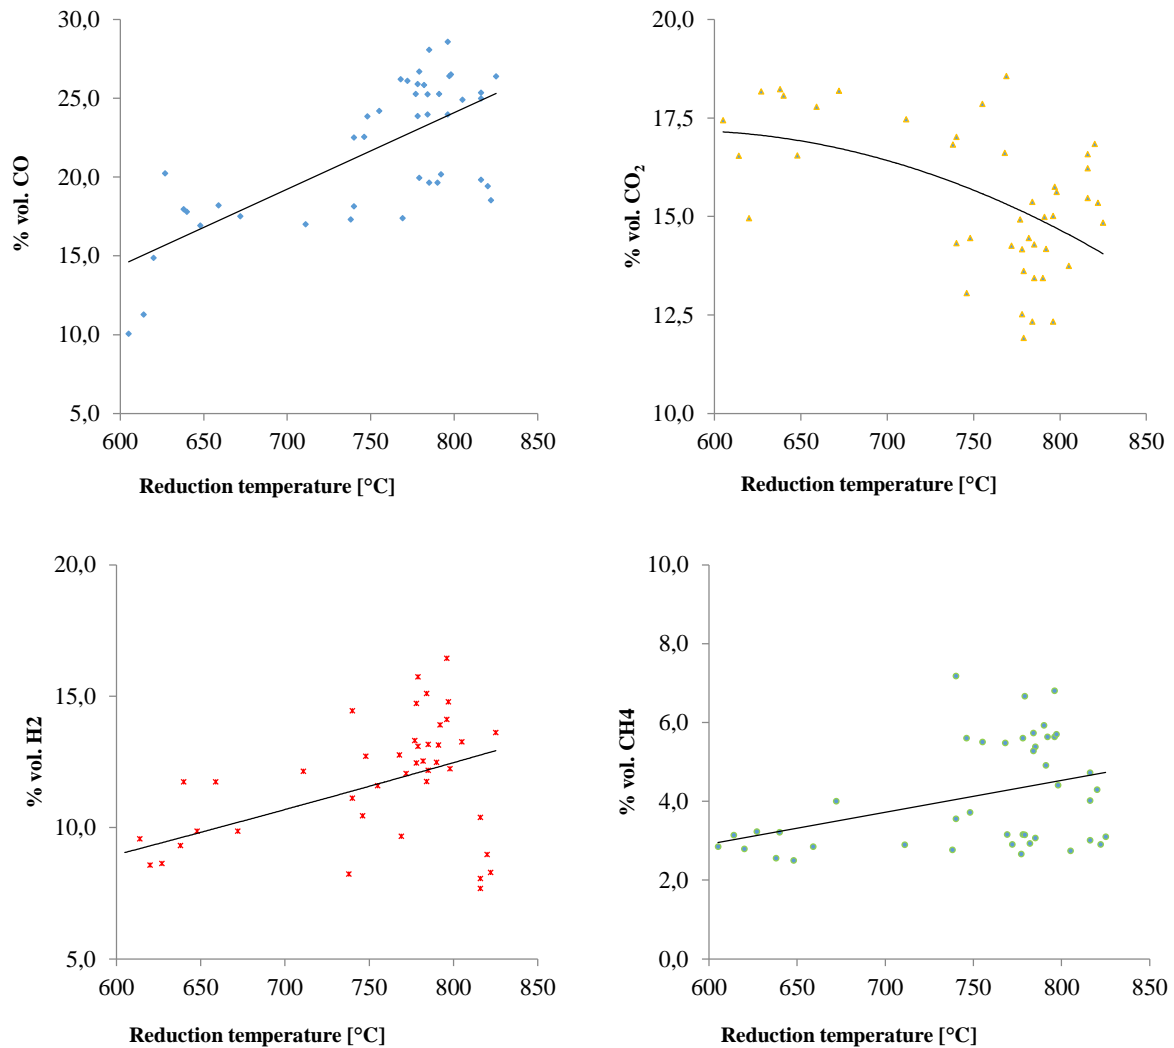 30,0
25,0
20,0
15,0
10,0
5,0
% vol. CO
600 650 700 750 800 850
Reduction temperature [°C]
20,0
17,5
15,0
12,5
10,0
% vol. CO₂
600 650 700 750 800 850
Reduction temperature [°C]
20,0
15,0
10,0
5,0
% vol. H2
600 650 700 750 800 850
Reduction temperature [°C]
10,0
8,0
6,0
4,0
2,0
0,0
% vol. CH4
600 650 700 750 800 850
Reduction temperature [°C]